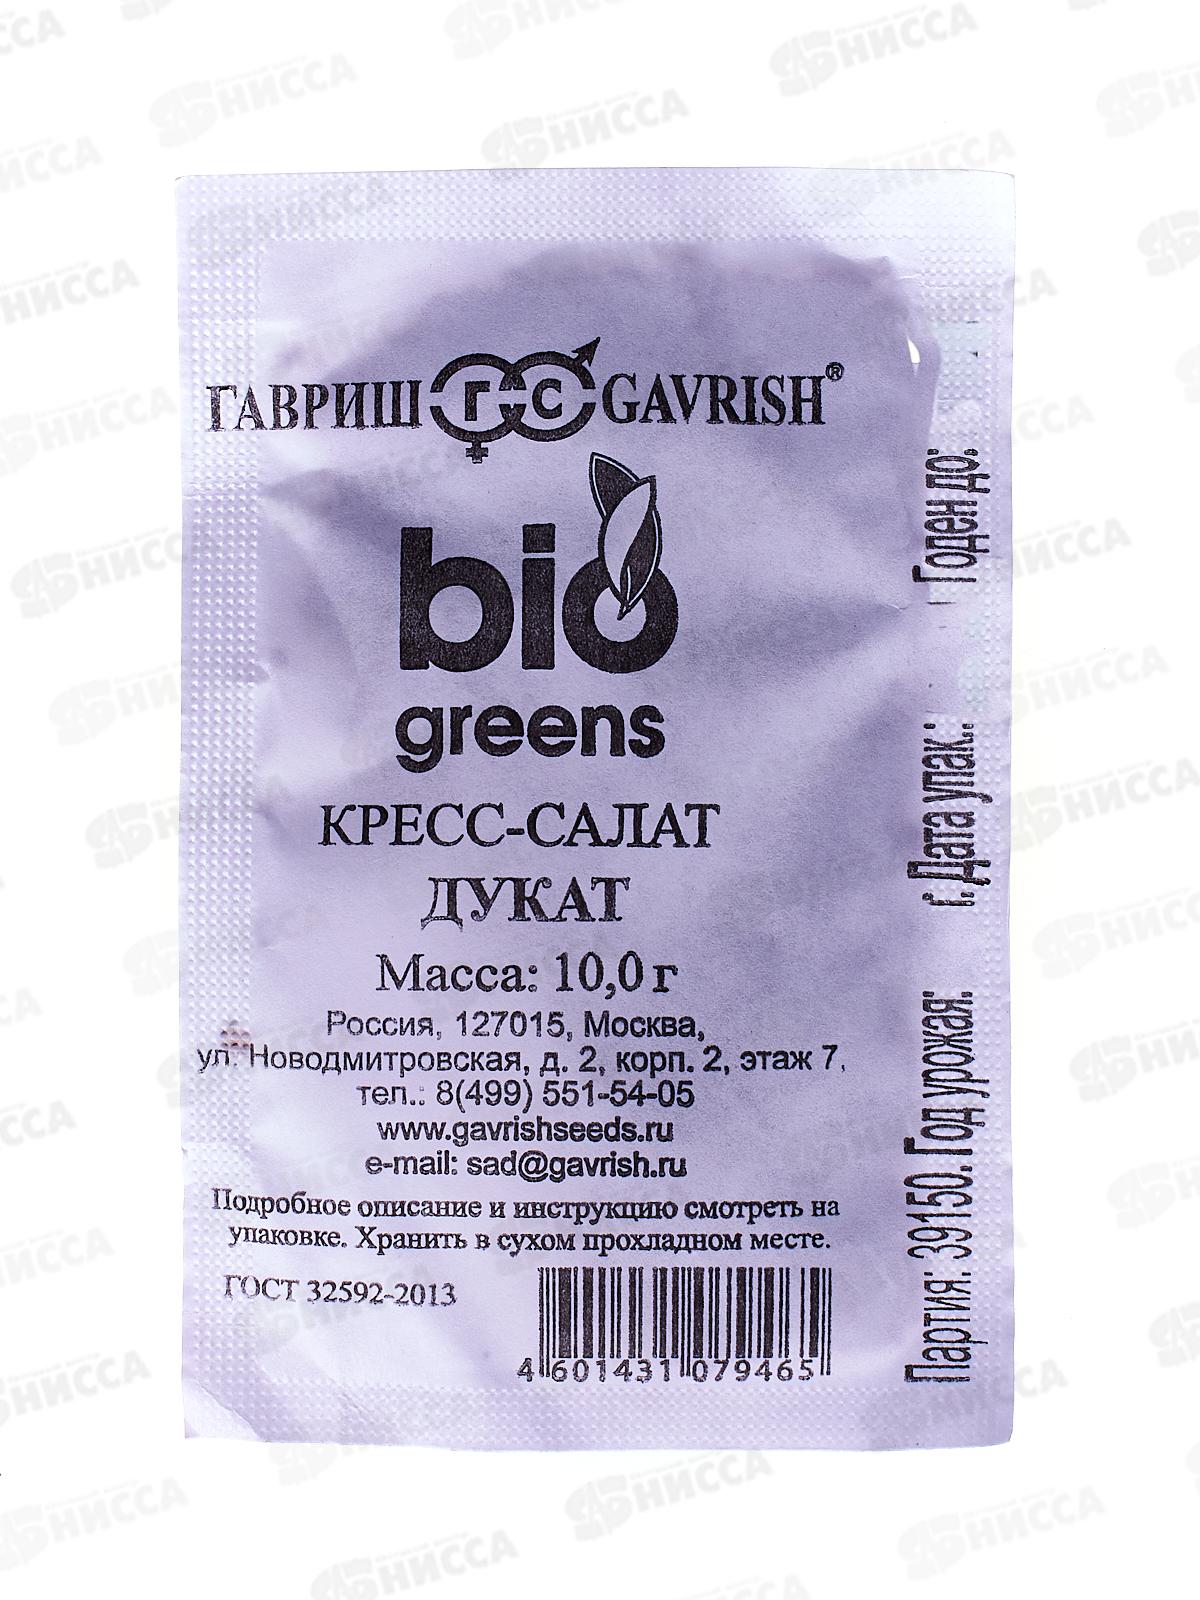 ГАВРИШ ГС GAVRISH®
bio
greens
КРЕСС-САЛАТ
ДУКАТ
Масса: 10,0 г
Россия, 127015, Москва,
ул. Новодмитровская, д. 2, корп. 2, этаж 7,
тел.: 8(499) 551-54-05
www.gavrishseeds.ru
e-mail: sad@gavrish.ru
Подробное описание и инструкцию смотреть на
упаковке. Хранить в сухом прохладном месте.
ГОСТ 32592-2013
4 601431 079465
Партия: 39150. Год урожая: г. Дата упак.: Годен до:
НИССА